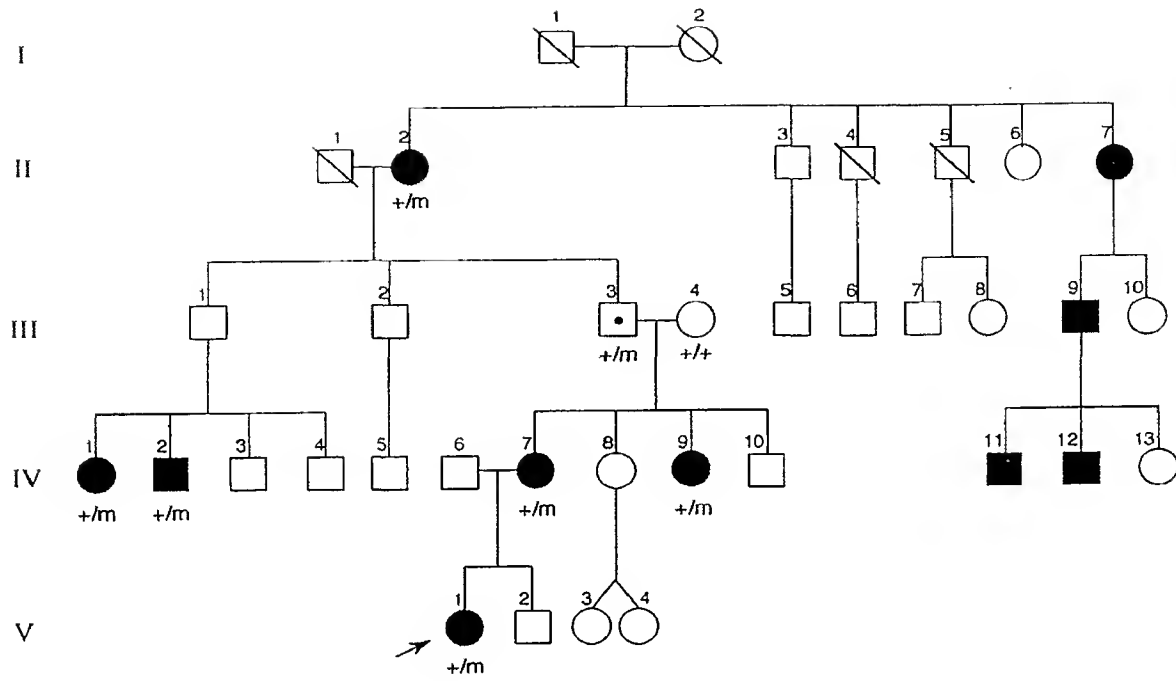 1 2
I
1 2 3 4 5 6 7
II
+/m
1 2 3 4 5 6 7 8 9 10
III
+/m +/+
1 2 3 4 5 6 7 8 9 10 11 12 13
IV
+/m +/m +/m +/m
1 2 3 4
V
+/m